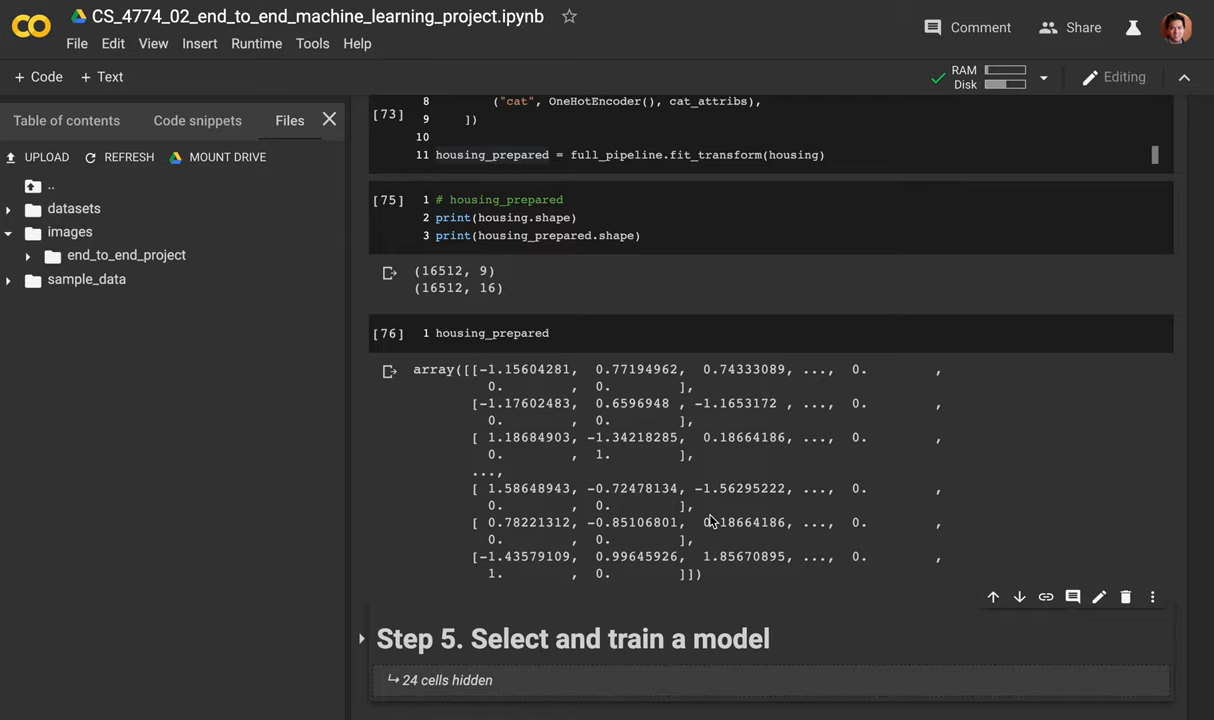 CO CS_4774_02_end_to_end_machine_learning_project.ipynb
Comment Share
File Edit View Insert Runtime Tools Help
+ Code + Text
RAM
Disk
Editing
Table of contents Code snippets Files
UPLOAD REFRESH MOUNT DRIVE
..
datasets
images
end_to_end_project
sample_data
8 ("cat", OneHotEncoder(), cat_attribs),
[73] 9 ])
10
11 housing_prepared = full_pipeline.fit_transform(housing)
[75] 1 # housing_prepared
2 print(housing.shape)
3 print(housing_prepared.shape)
(16512, 9)
(16512, 16)
[76] 1 housing_prepared
array([[-1.15604281, 0.77194962, 0.74333089, ..., 0. ,
0. , 0. ],
[-1.17602483, 0.6596948 , -1.1653172 , ..., 0. ,
0. , 0. ],
[ 1.18684903, -1.34218285, 0.18664186, ..., 0. ,
0. , 1. ],
...,
[ 1.58648943, -0.72478134, -1.56295222, ..., 0. ,
0. , 0. ],
[ 0.78221312, -0.85106801, 0.18664186, ..., 0. ,
0. , 0. ],
[-1.43579109, 0.99645926, 1.85670895, ..., 0. ,
1. , 0. ]])
Step 5. Select and train a model
24 cells hidden